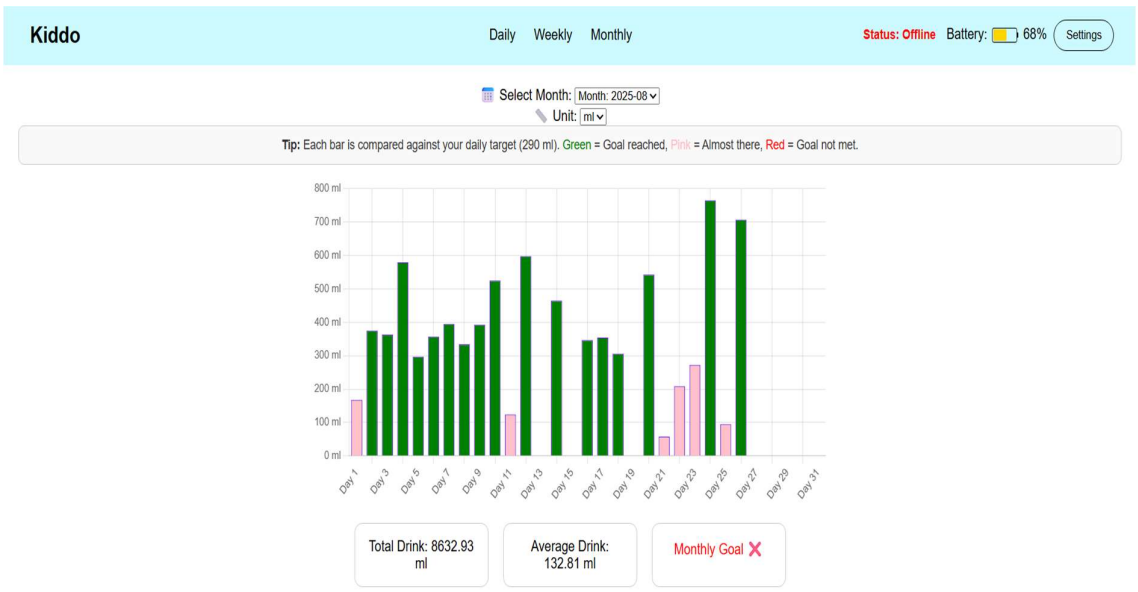 Kiddo
Daily Weekly Monthly
Status: Offline Battery: 68% Settings
Select Month: Month: 2025-08
Unit: ml
Tip: Each bar is compared against your daily target (290 ml). Green = Goal reached, Pink = Almost there, Red = Goal not met.
800 ml
700 ml
600 ml
500 ml
400 ml
300 ml
200 ml
100 ml
0 ml
Day 1 Day 3 Day 5 Day 7 Day 9 Day 11 Day 13 Day 15 Day 17 Day 19 Day 21 Day 23 Day 25 Day 27 Day 29 Day 31
Total Drink: 8632.93
ml
Average Drink:
132.81 ml
Monthly Goal ❌